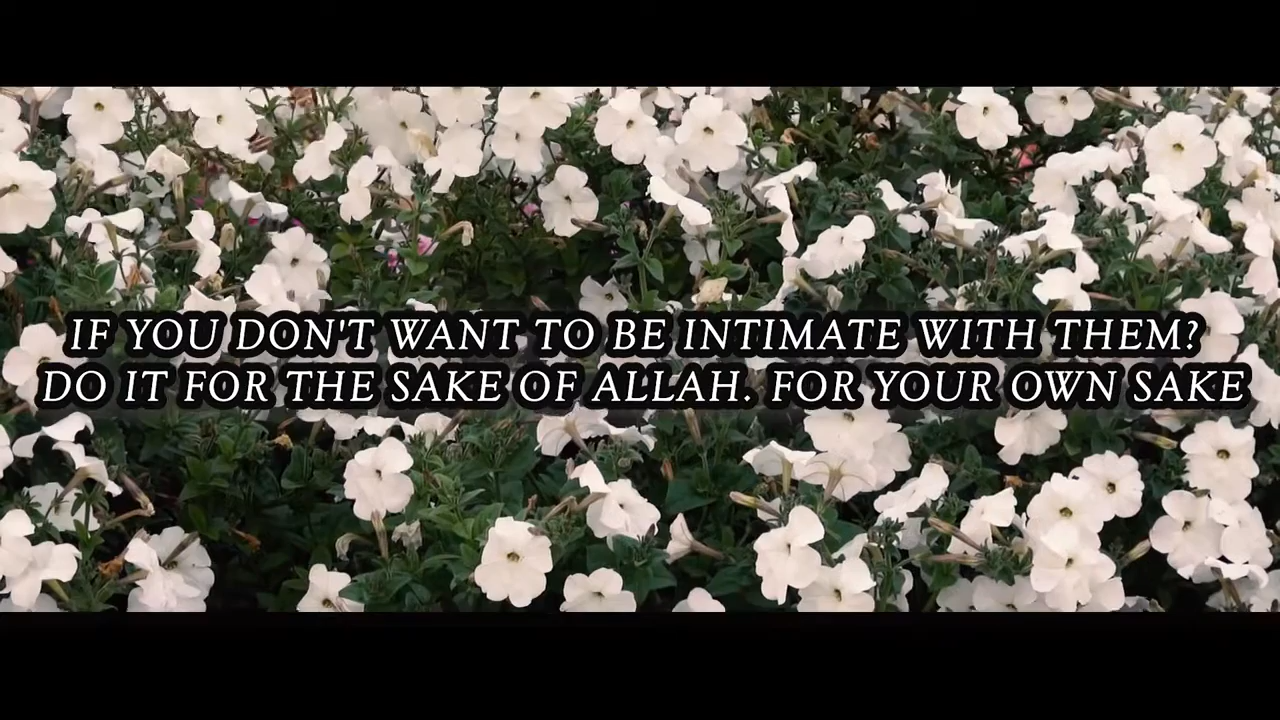 IF YOU DON'T WANT TO BE INTIMATE WITH THEM?
DO IT FOR THE SAKE OF ALLAH. FOR YOUR OWN SAKE